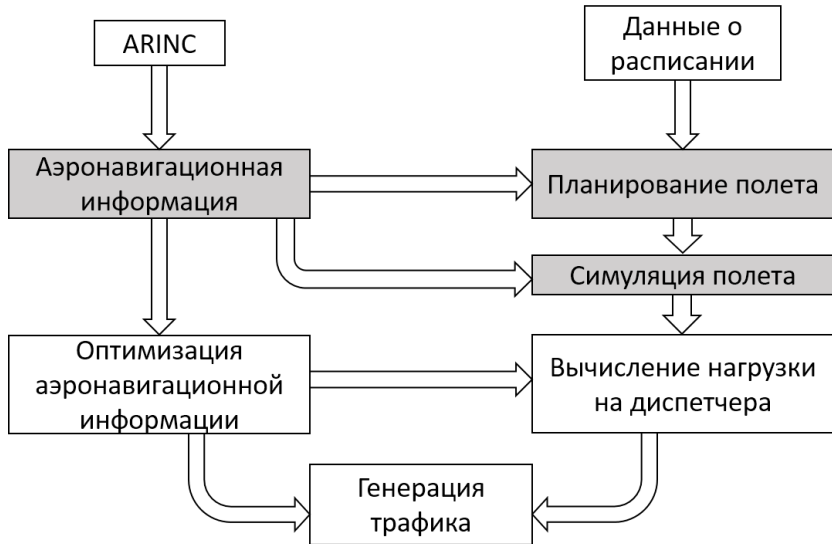 ARINC
Данные о
расписании
Аэронавигационная
информация
Планирование полета
Симуляция полета
Оптимизация
аэронавигационной
информации
Вычисление нагрузки
на диспетчера
Генерация
трафика